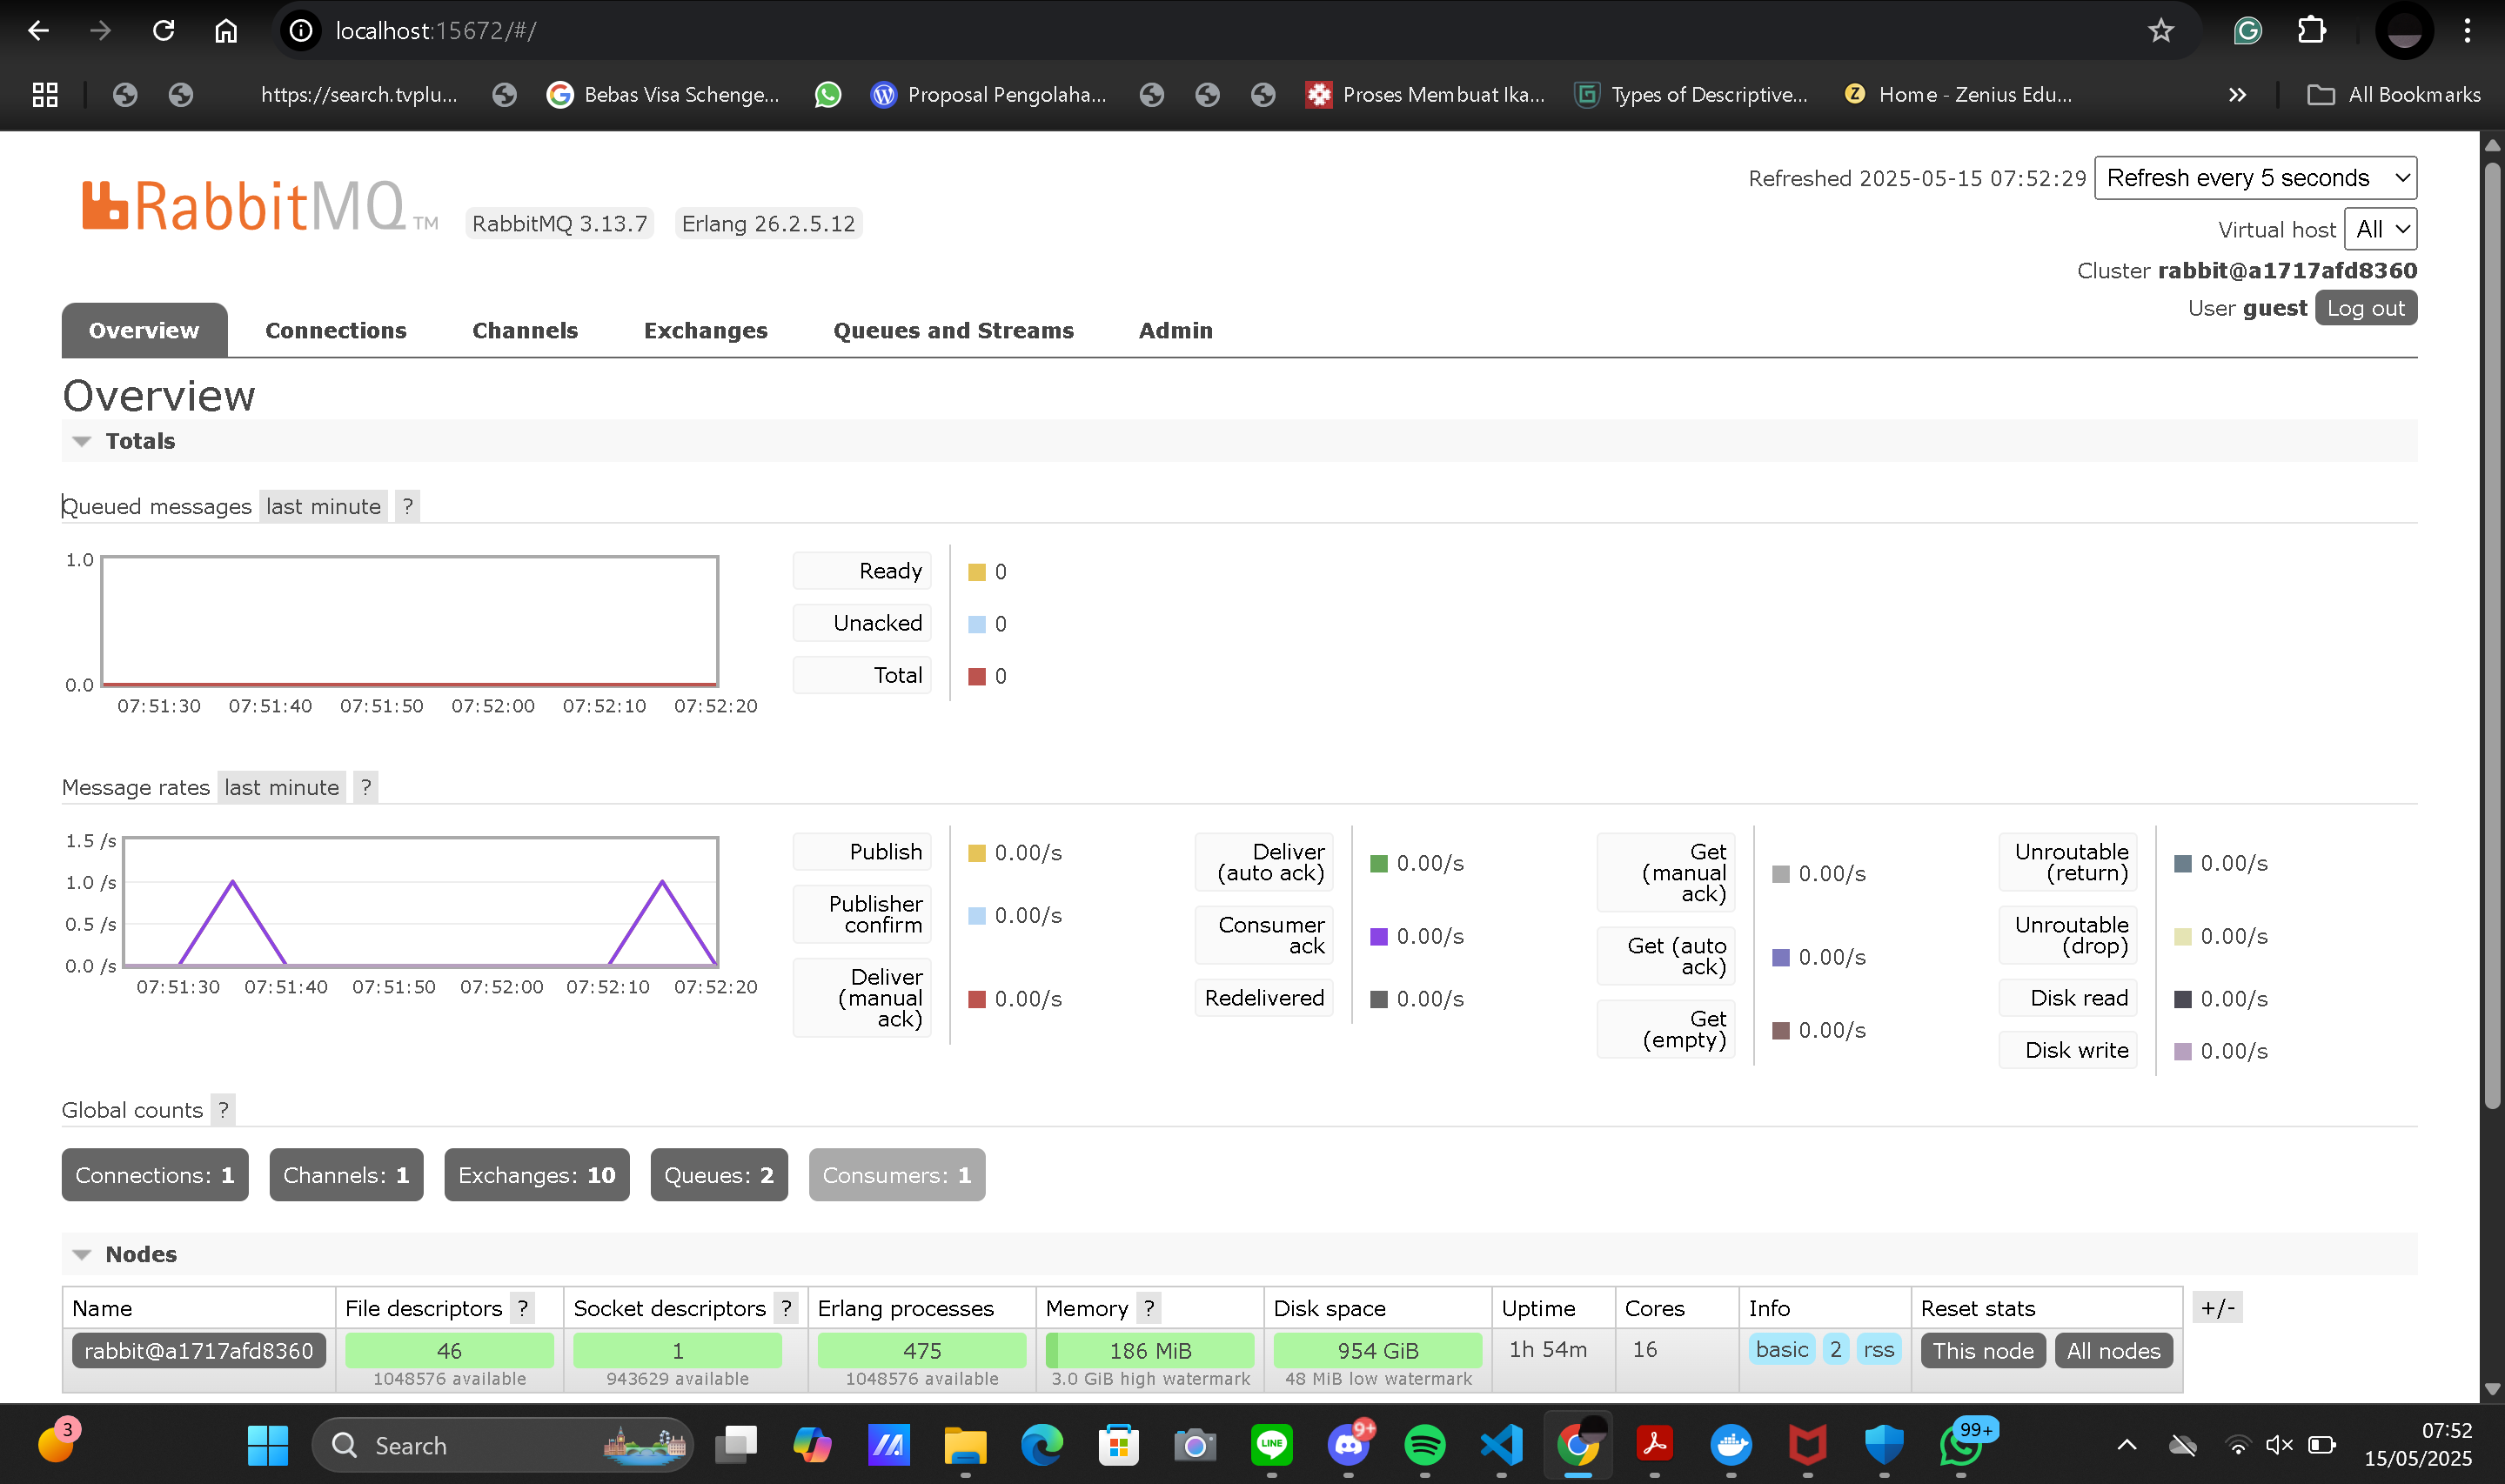 localhost:15672/#/
https://search.tvplu... Bebas Visa Schenge... Proposal Pengolaha... Proses Membuat Ika... Types of Descriptive... Home - Zenius Edu... All Bookmarks
RabbitMQ TM RabbitMQ 3.13.7 Erlang 26.2.5.12
Refreshed 2025-05-15 07:52:29 Refresh every 5 seconds
Virtual host All
Cluster rabbit@a1717afd8360
User guest Log out
Overview Connections Channels Exchanges Queues and Streams Admin
Overview
Totals
Queued messages last minute ?
1.0
0.0
07:51:30 07:51:40 07:51:50 07:52:00 07:52:10 07:52:20
Ready 0
Unacked 0
Total 0
Message rates last minute ?
1.5 /s
1.0 /s
0.5 /s
0.0 /s
07:51:30 07:51:40 07:51:50 07:52:00 07:52:10 07:52:20
Publish 0.00/s
Publisher confirm 0.00/s
Deliver (manual ack) 0.00/s
Deliver (auto ack) 0.00/s
Consumer ack 0.00/s
Redelivered 0.00/s
Get (manual ack) 0.00/s
Get (auto ack) 0.00/s
Get (empty) 0.00/s
Unroutable (return) 0.00/s
Unroutable (drop) 0.00/s
Disk read 0.00/s
Disk write 0.00/s
Global counts ?
Connections: 1 Channels: 1 Exchanges: 10 Queues: 2 Consumers: 1
Nodes
Name File descriptors ? Socket descriptors ? Erlang processes Memory ? Disk space Uptime Cores Info Reset stats +/-
rabbit@a1717afd8360 46 1 475 186 MiB 954 GiB 1h 54m 16 basic 2 rss This node All nodes
1048576 available 943629 available 1048576 available 3.0 GiB high watermark 48 MiB low watermark
3 Search LINE 9+ 99+ 07:52
15/05/2025